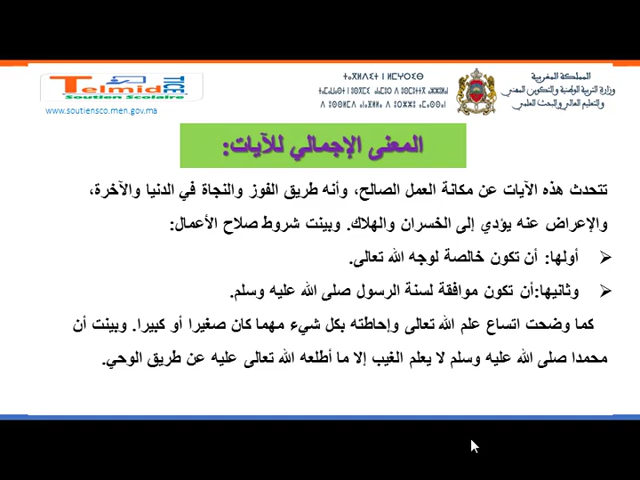 المملكة المغربية
وزارة التربية الوطنية والتكوين المهني
والتعليم العالي والبحث العلمي
Telmid TICE
Soutien Scolaire
www.soutiensco.men.gov.ma
المعنى الإجمالي للآيات:
تتحدث هذه الآيات عن مكانة العمل الصالح، وأنه طريق الفوز والنجاة في الدنيا والآخرة،
والإعراض عنه يؤدي إلى الخسران والهلاك. وبينت شروط صلاح الأعمال:
أولها: أن تكون خالصة لوجه الله تعالى.
وثانيها:أن تكون موافقة لسنة الرسول صلى الله عليه وسلم.
كما وضحت اتساع علم الله تعالى وإحاطته بكل شيء مهما كان صغيرا أو كبيرا. وبينت أن
محمدا صلى الله عليه وسلم لا يعلم الغيب إلا ما أطلعه الله تعالى عليه عن طريق الوحي.